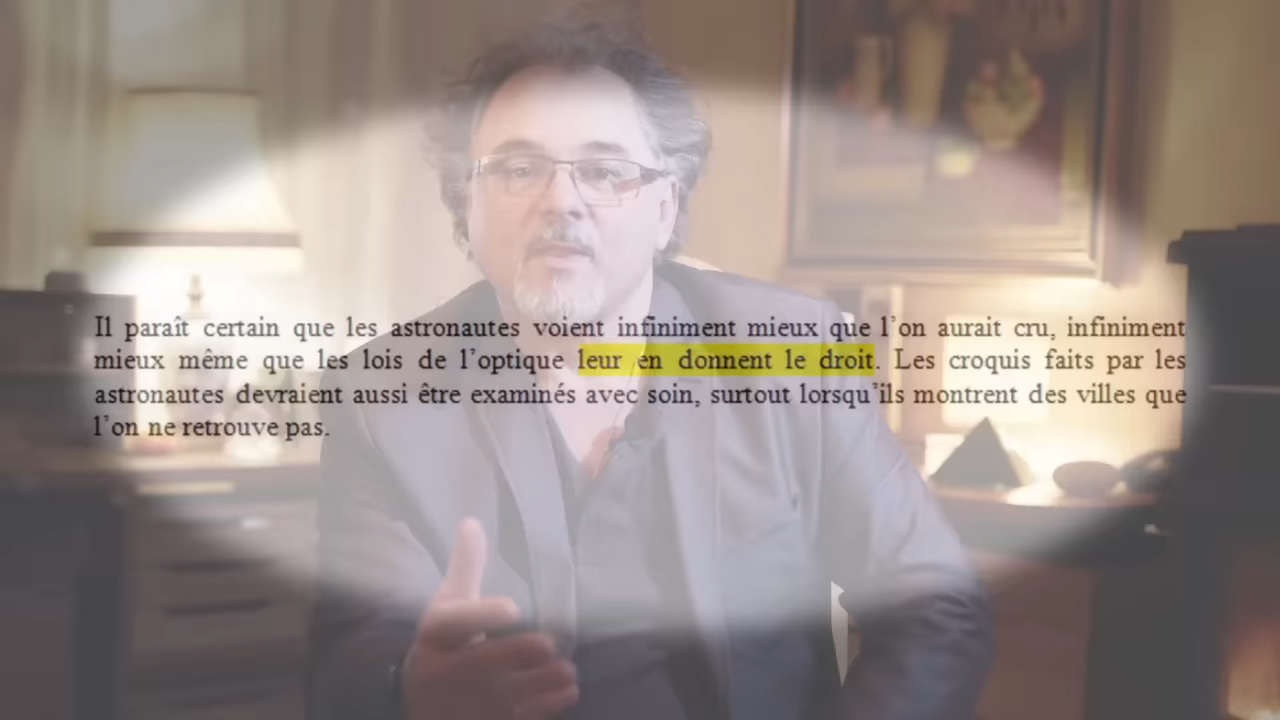 Il paraît certain que les astronautes voient infiniment mieux que l'on aurait cru, infiniment
mieux même que les lois de l'optique leur en donnent le droit. Les croquis faits par les
astronautes devraient aussi être examinés avec soin, surtout lorsqu'ils montrent des villes que
l'on ne retrouve pas.